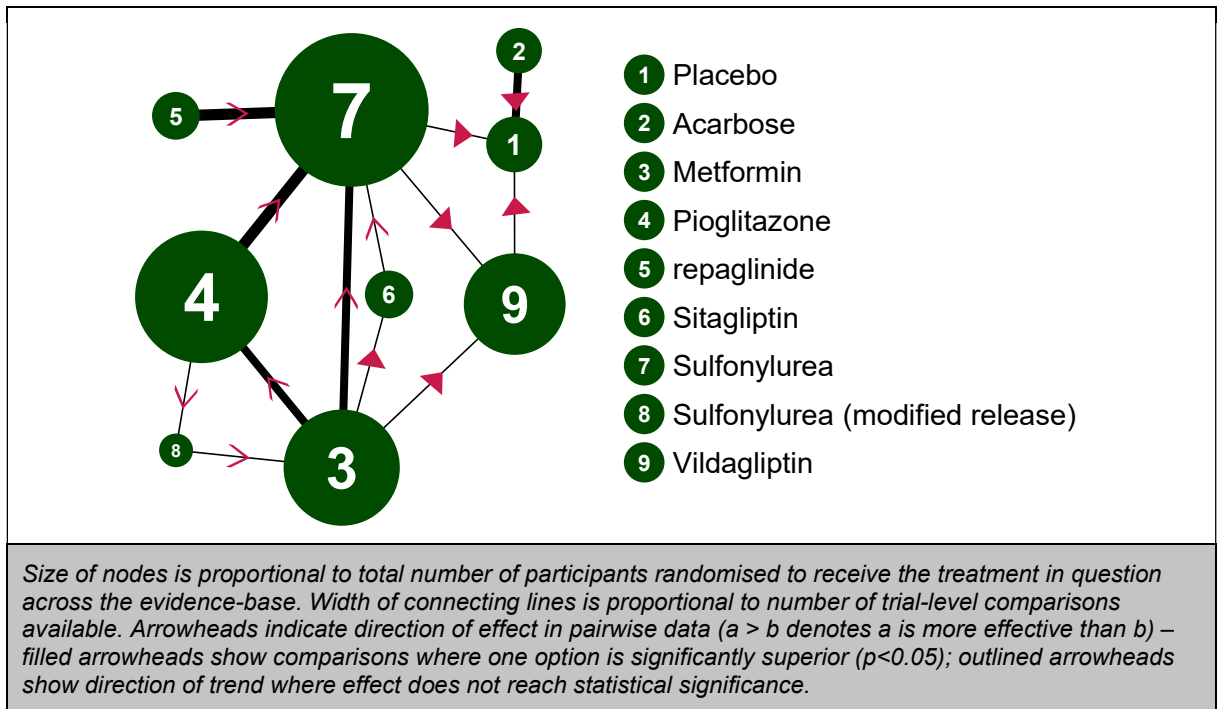 2
7
5
1
6
4
9
8
3
1 Placebo
2 Acarbose
3 Metformin
4 Pioglitazone
5 repaglinide
6 Sitagliptin
7 Sulfonylurea
8 Sulfonylurea (modified release)
9 Vildagliptin
Size of nodes is proportional to total number of participants randomised to receive the treatment in question
across the evidence-base. Width of connecting lines is proportional to number of trial-level comparisons
available. Arrowheads indicate direction of effect in pairwise data (a > b denotes a is more effective than b) –
filled arrowheads show comparisons where one option is significantly superior (p<0.05); outlined arrowheads
show direction of trend where effect does not reach statistical significance.